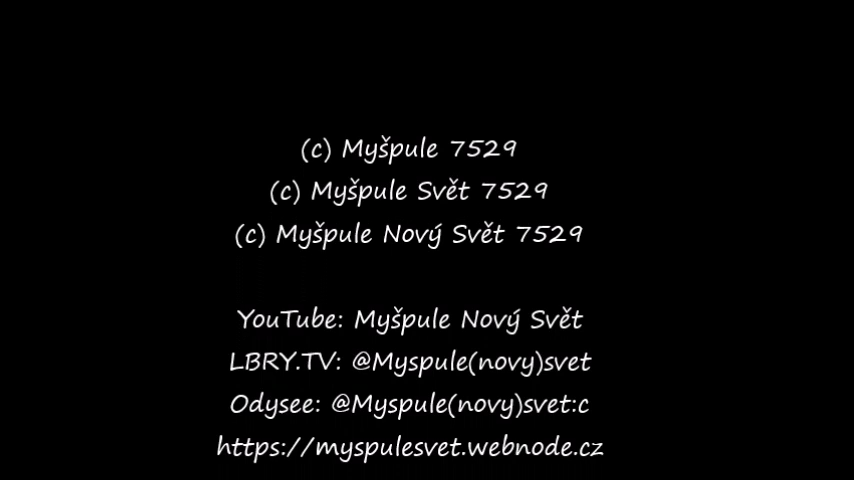 (c) Myšpule 7529
(c) Myšpule Svět 7529
(c) Myšpule Nový Svět 7529
YouTube: Myšpule Nový Svět
LBRY.TV: @Myspule(novy)svet
Odysee: @Myspule(novy)svet:c
https://myspulesvet.webnode.cz